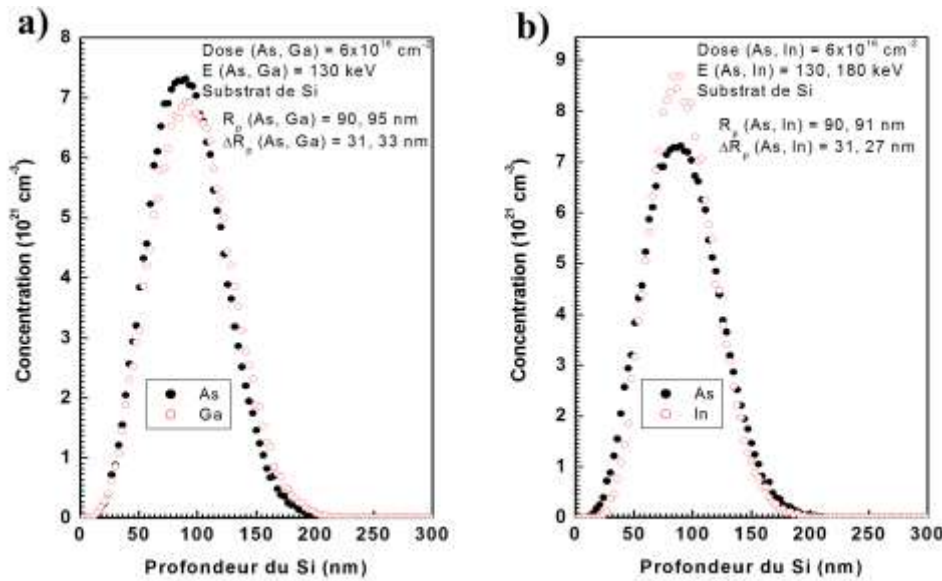 a)
Dose (As, Ga) = 6x10¹⁶ cm⁻²
E (As, Ga) = 130 keV
Substrat de Si
Rₚ (As, Ga) = 90, 95 nm
ΔRₚ (As, Ga) = 31, 33 nm
Concentration (10²¹ cm⁻³)
8
7
6
5
4
3
2
1
0
As
Ga
0 50 100 150 200 250 300
Profondeur du Si (nm)
b)
Dose (As, In) = 6x10¹⁶ cm⁻²
E (As, In) = 130, 180 keV
Substrat de Si
Rₚ (As, In) = 90, 91 nm
ΔRₚ (As, In) = 31, 27 nm
Concentration (10²¹ cm⁻³)
9
8
7
6
5
4
3
2
1
0
As
In
0 50 100 150 200 250 300
Profondeur du Si (nm)